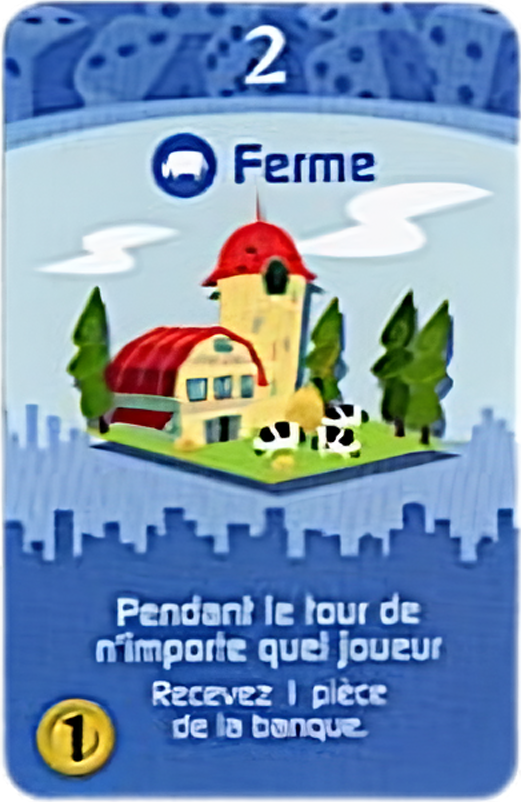 2
Ferme
Pendant le tour de
n'importe quel joueur
Recevez 1 pièce
de la banque.
1